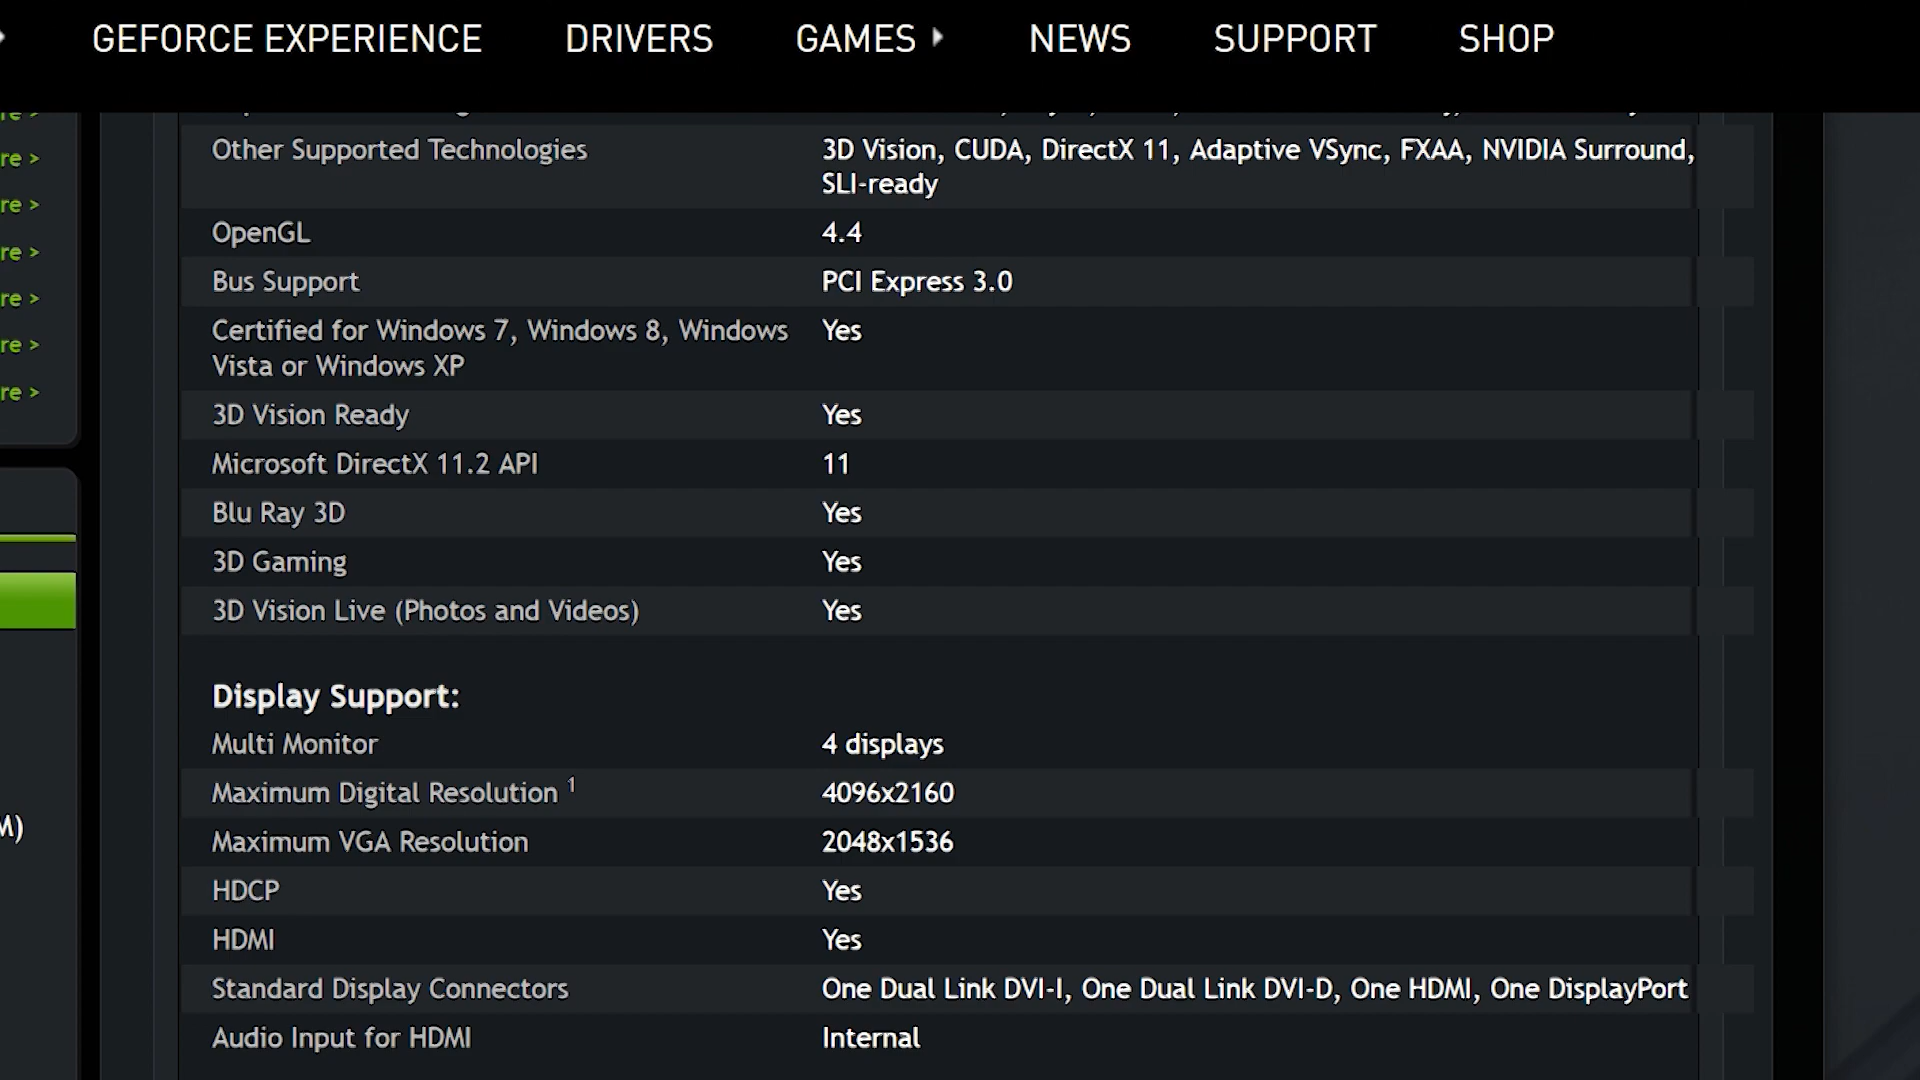 GEFORCE EXPERIENCE DRIVERS GAMES NEWS SUPPORT SHOP
re >
re >
re >
re >
re >
re >
M)
Other Supported Technologies 3D Vision, CUDA, DirectX 11, Adaptive VSync, FXAA, NVIDIA Surround,
SLI-ready
OpenGL 4.4
Bus Support PCI Express 3.0
Certified for Windows 7, Windows 8, Windows Yes
Vista or Windows XP
3D Vision Ready Yes
Microsoft DirectX 11.2 API 11
Blu Ray 3D Yes
3D Gaming Yes
3D Vision Live (Photos and Videos) Yes
Display Support:
Multi Monitor 4 displays
Maximum Digital Resolution 1 4096x2160
Maximum VGA Resolution 2048x1536
HDCP Yes
HDMI Yes
Standard Display Connectors One Dual Link DVI-I, One Dual Link DVI-D, One HDMI, One DisplayPort
Audio Input for HDMI Internal